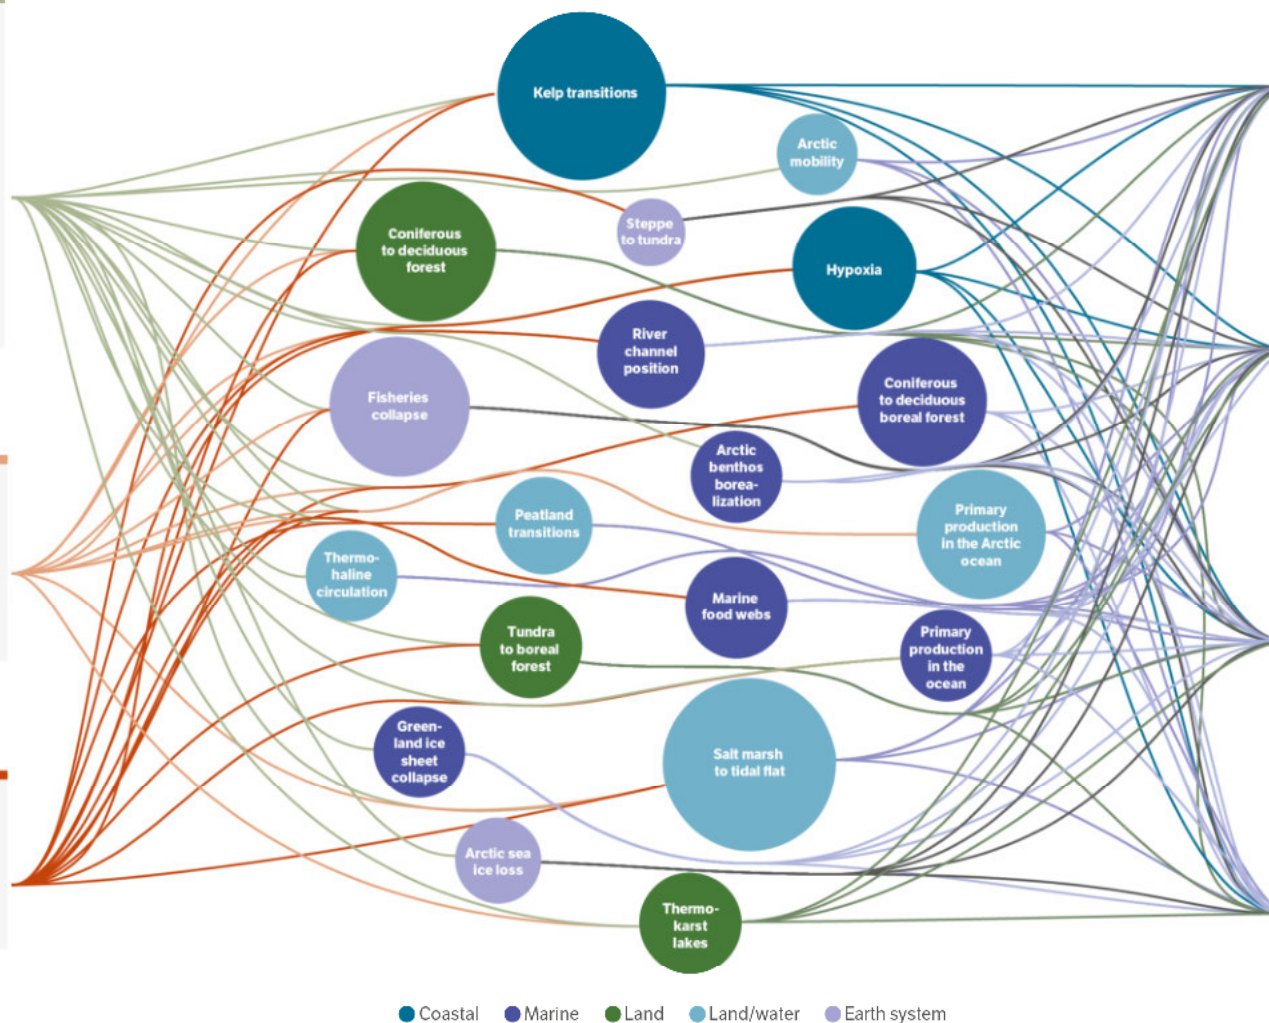 Kelp transitions
Arctic
mobility
Steppe
to tundra
Coniferous
to deciduous
forest
Hypoxia
River
channel
position
Fisheries
collapse
Coniferous
to deciduous
boreal forest
Arctic
benthos
borea-
lization
Peatland
transitions
Primary
production
in the Arctic
ocean
Thermo-
haline
circulation
Marine
food webs
Tundra
to boreal
forest
Primary
production
in the
ocean
Green-
land ice
sheet
collapse
Salt marsh
to tidal flat
Arctic sea
ice loss
Thermo-
karst
lakes
Coastal Marine Land Land/water Earth system